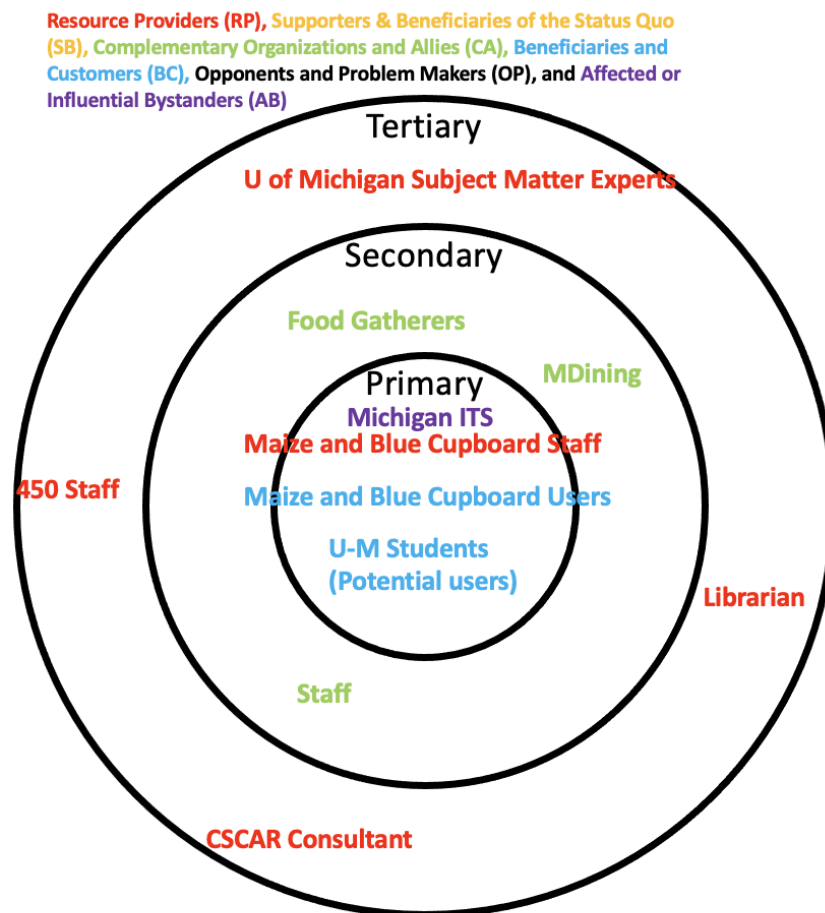 Resource Providers (RP), Supporters & Beneficiaries of the Status Quo
(SB), Complementary Organizations and Allies (CA), Beneficiaries and
Customers (BC), Opponents and Problem Makers (OP), and Affected or
Influential Bystanders (AB)
Tertiary
U of Michigan Subject Matter Experts
Secondary
Food Gatherers
MDining
Primary
Michigan ITS
Maize and Blue Cupboard Staff
450 Staff
Maize and Blue Cupboard Users
U-M Students
(Potential users)
Librarian
Staff
CSCAR Consultant